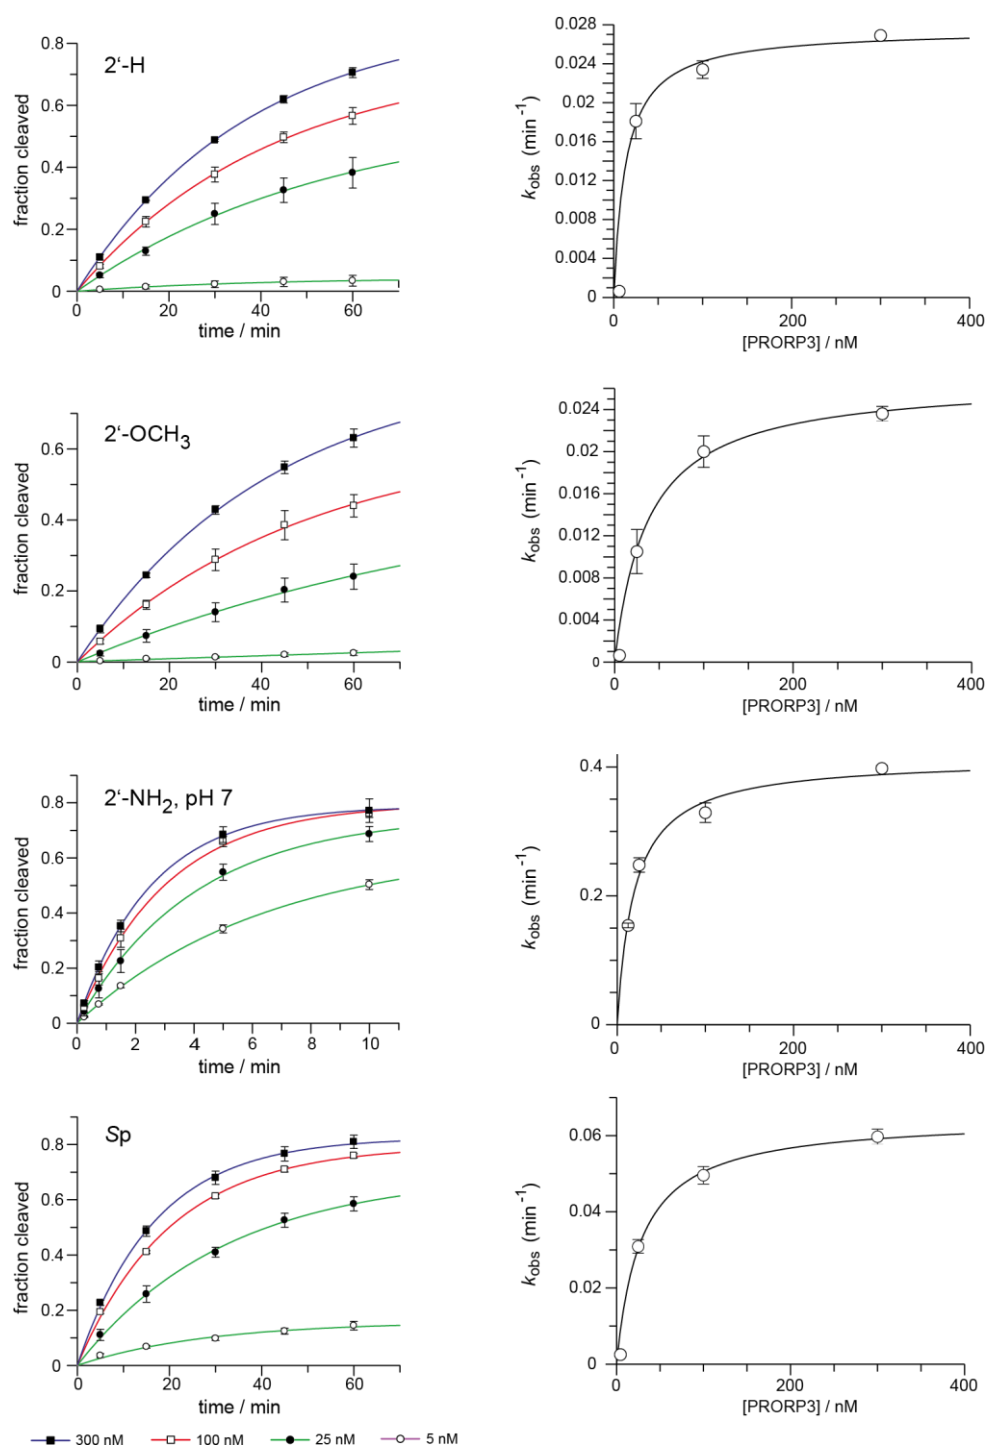 2‘-H
fraction cleaved
0.8
0.6
0.4
0.2
0
0 20 40 60
time / min
kobs (min-1)
0.028
0.024
0.02
0.016
0.012
0.008
0.004
0
0 200 400
[PRORP3] / nM
2‘-OCH3
fraction cleaved
0.6
0.4
0.2
0
0 20 40 60
time / min
kobs (min-1)
0.024
0.02
0.016
0.012
0.008
0.004
0
0 200 400
[PRORP3] / nM
2‘-NH2, pH 7
fraction cleaved
0.8
0.6
0.4
0.2
0
0 2 4 6 8 10
time / min
kobs (min-1)
0.4
0.2
0
0 200 400
[PRORP3] / nM
Sp
fraction cleaved
0.8
0.6
0.4
0.2
0
0 20 40 60
time / min
kobs (min-1)
0.06
0.04
0.02
0
0 200 400
[PRORP3] / nM
300 nM 100 nM 25 nM 5 nM